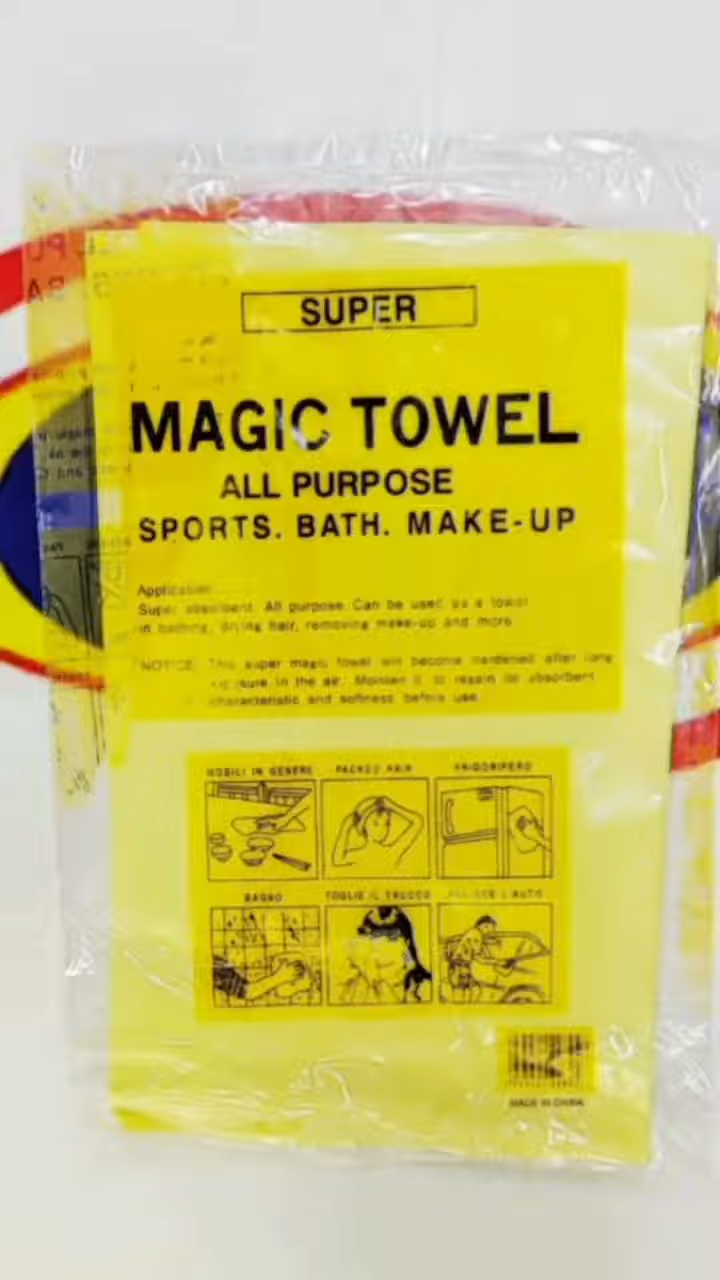 SUPER
MAGIC TOWEL
ALL PURPOSE
SPORTS. BATH. MAKE-UP
Application:
Super absorbent. All purpose. Can be used as a towel
in bathing, drying hair, removing make-up and more
NOTICE: This super magic towel will become hardened after long
in the air. Moisten it to regain its absorbent
characteristic and softness before use.
MOBILI IN GENERE FRIGORIFERO
BAGNO TOGLIE IL TRUCCO L'AUTO
MADE IN CHINA